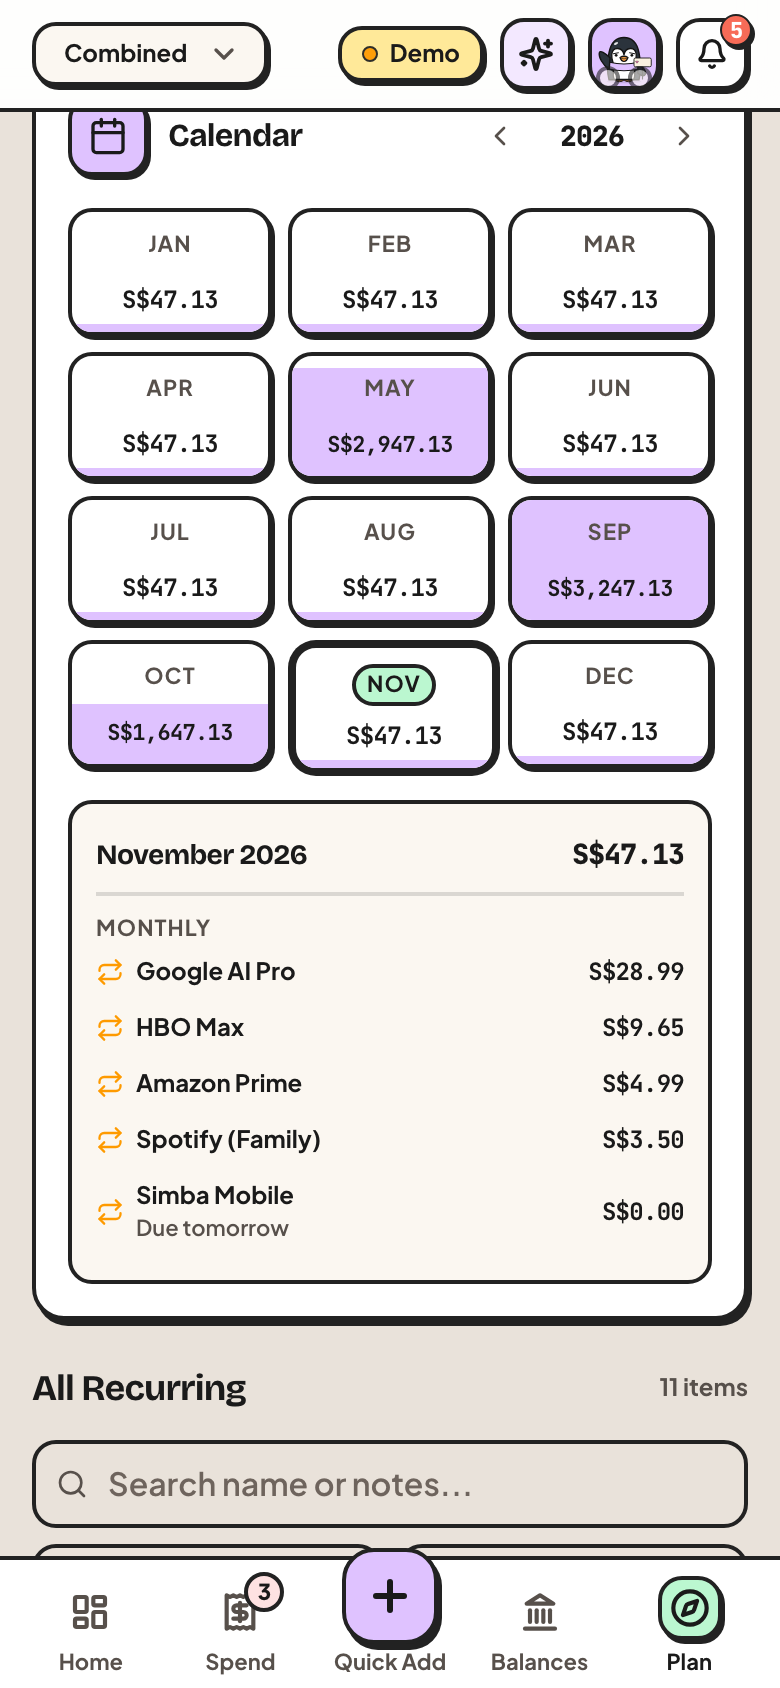 Combined
Demo
5
Calendar
2026
JAN
FEB
MAR
S$47.13
S$47.13
S$47.13
APR
MAY
JUN
S$47.13
S$2,947.13
S$47.13
JUL
AUG
SEP
S$47.13
S$47.13
S$3,247.13
OCT
NOV
DEC
S$1,647.13
S$47.13
S$47.13
November 2026
S$47.13
MONTHLY
Google AI Pro
S$28.99
HBO Max
S$9.65
Amazon Prime
S$4.99
Spotify (Family)
S$3.50
Simba Mobile
Due tomorrow
S$0.00
All Recurring
11 items
Search name or notes...
3
Home
Spend
Quick Add
Balances
Plan